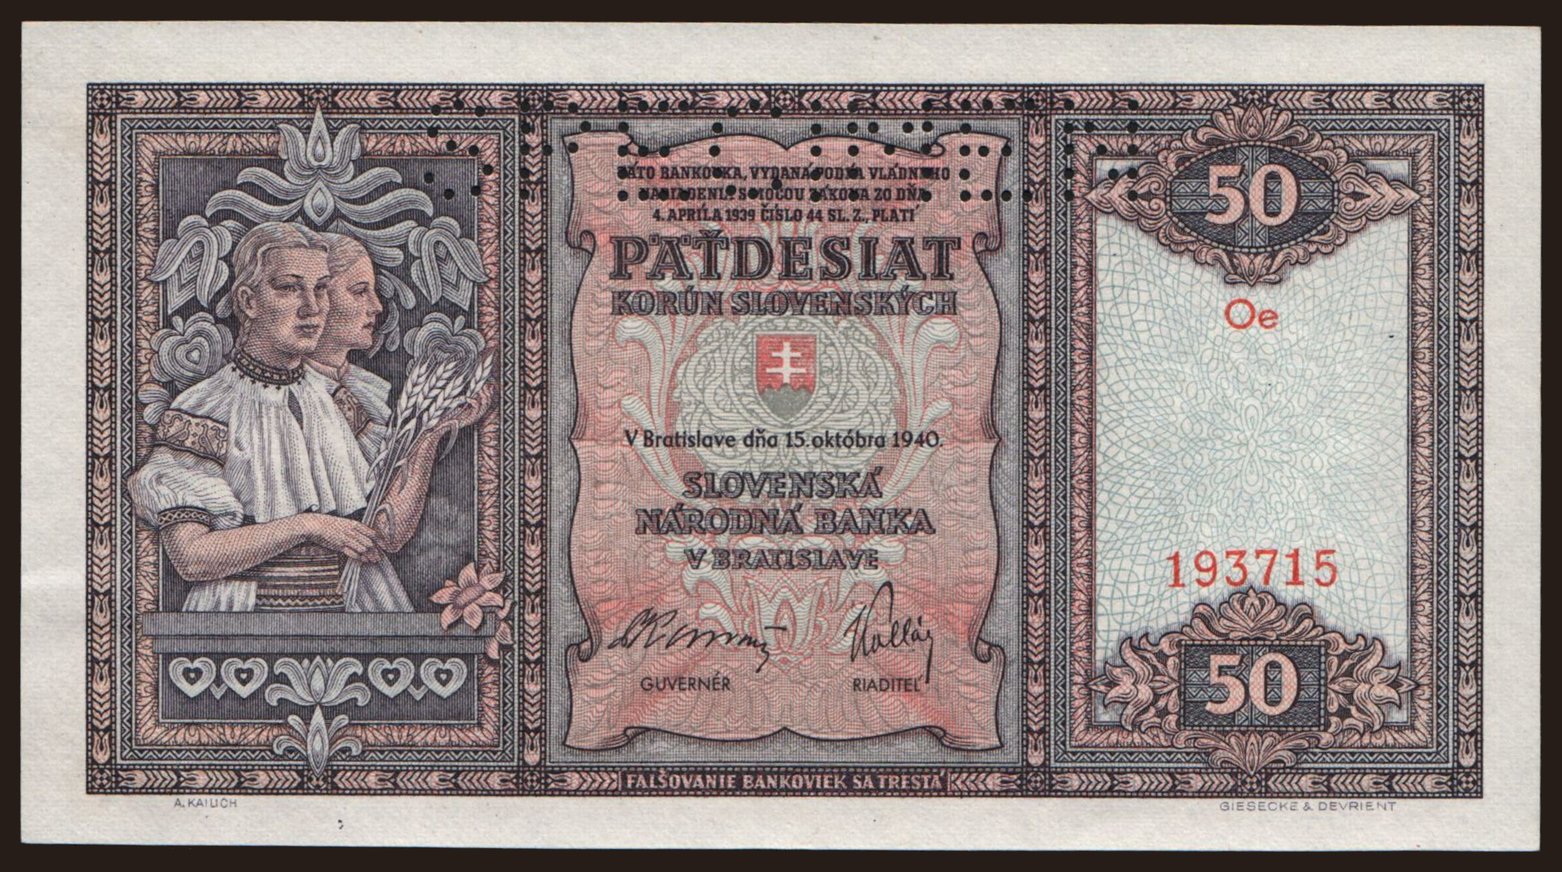 TÁTO BANKOVKA, VYDANÁ PODĽA VLÁDNEHO
NARIADENIA S MOCOU ZÁKONA ZO DŇA
4. APRÍLA 1939 ČÍSLO 44 SL. Z., PLATÍ
PÄŤDESIAT
KORÚN SLOVENSKÝCH
V Bratislave dňa 15. októbra 1940.
SLOVENSKÁ
NÁRODNÁ BANKA
V BRATISLAVE
GUVERNÉR
RIADITEĽ
FALŠOVANIE BANKOVIEK SA TRESTÁ
50
Oe
193715
50
A. KAILICH
GIESECKE & DEVRIENT